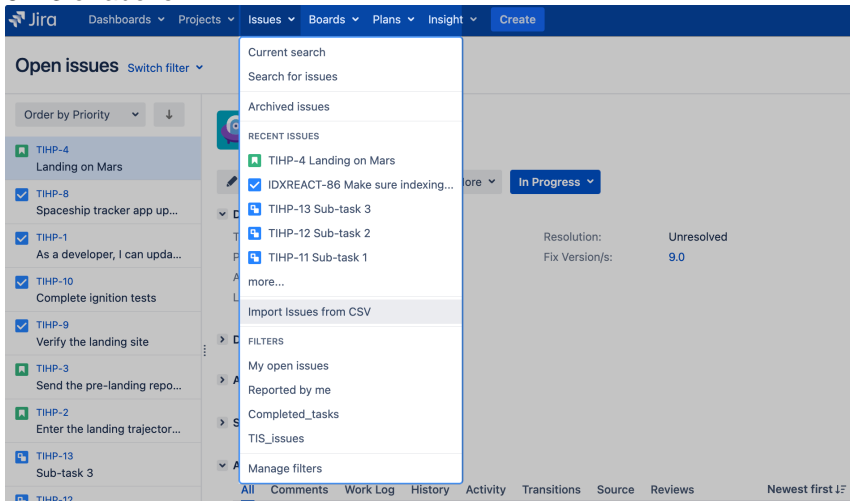 Jira Dashboards Projects Issues Boards Plans Insight Create
Open issues Switch filter
Order by Priority
TIHP-4
Landing on Mars
TIHP-8
Spaceship tracker app up...
TIHP-1
As a developer, I can upda...
TIHP-10
Complete ignition tests
TIHP-9
Verify the landing site
TIHP-3
Send the pre-landing repo...
TIHP-2
Enter the landing trajector...
TIHP-13
Sub-task 3
TIHP-12
Current search
Search for issues
Archived issues
RECENT ISSUES
TIHP-4 Landing on Mars
IDXREACT-86 Make sure indexing...
TIHP-13 Sub-task 3
TIHP-12 Sub-task 2
TIHP-11 Sub-task 1
more...
Import Issues from CSV
FILTERS
My open issues
Reported by me
Completed_tasks
TIS_issues
Manage filters
In Progress
Resolution: Unresolved
Fix Version/s: 9.0
All Comments Work Log History Activity Transitions Source Reviews Newest first